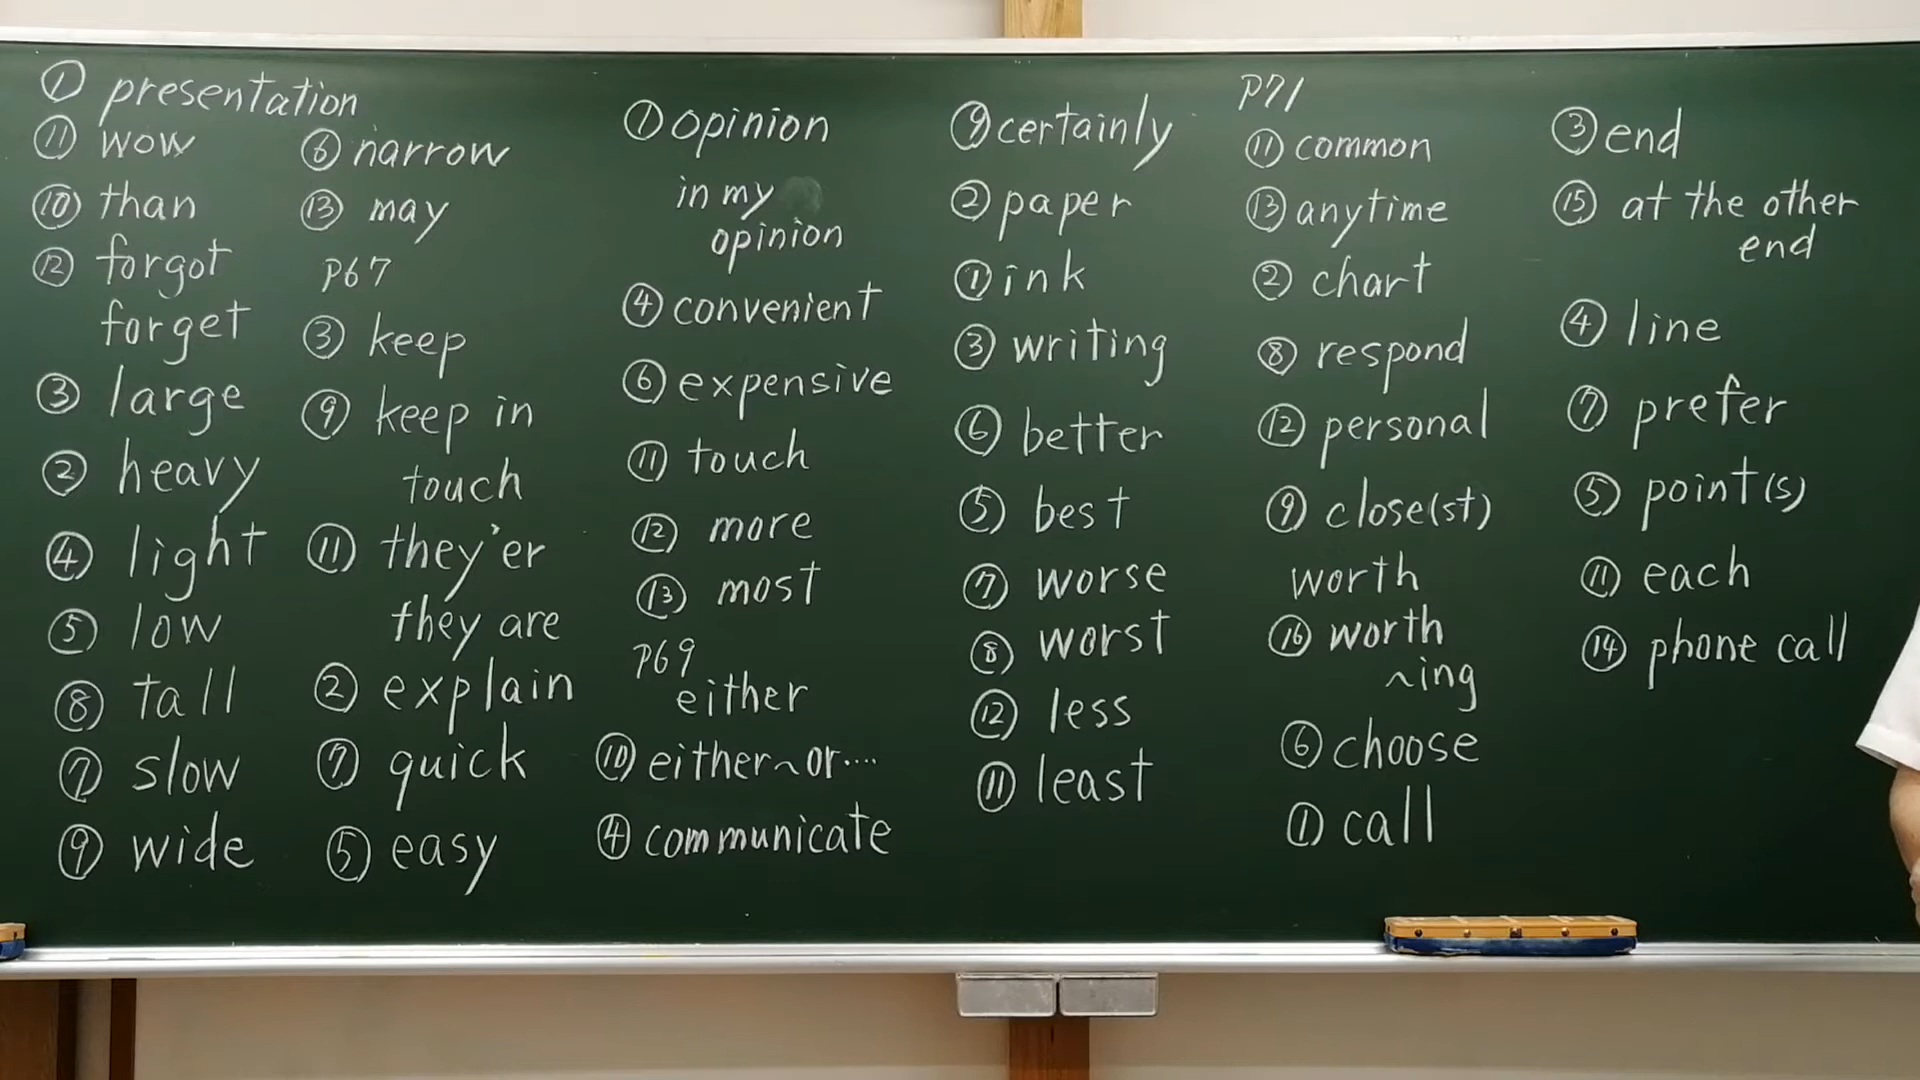 ① presentation
⑪ wow
⑩ than
⑫ forgot
forget
③ large
② heavy
④ light
⑤ low
⑧ tall
⑦ slow
⑨ wide
⑥ narrow
⑬ may
P67
③ keep
⑨ keep in
touch
⑪ they'er
they are
② explain
⑦ quick
⑤ easy
① opinion
in my
opinion
④ convenient
⑥ expensive
⑪ touch
⑫ more
⑬ most
P69
either
⑩ either~or....
④ communicate
⑨ certainly
② paper
① ink
③ writing
⑥ better
⑤ best
⑦ worse
⑧ worst
⑫ less
⑪ least
P71
⑪ common
⑬ anytime
② chart
⑧ respond
⑫ personal
⑨ close(st)
worth
⑯ worth
~ing
⑥ choose
① call
③ end
⑮ at the other
end
④ line
⑦ prefer
⑤ point(s)
⑪ each
⑭ phone call